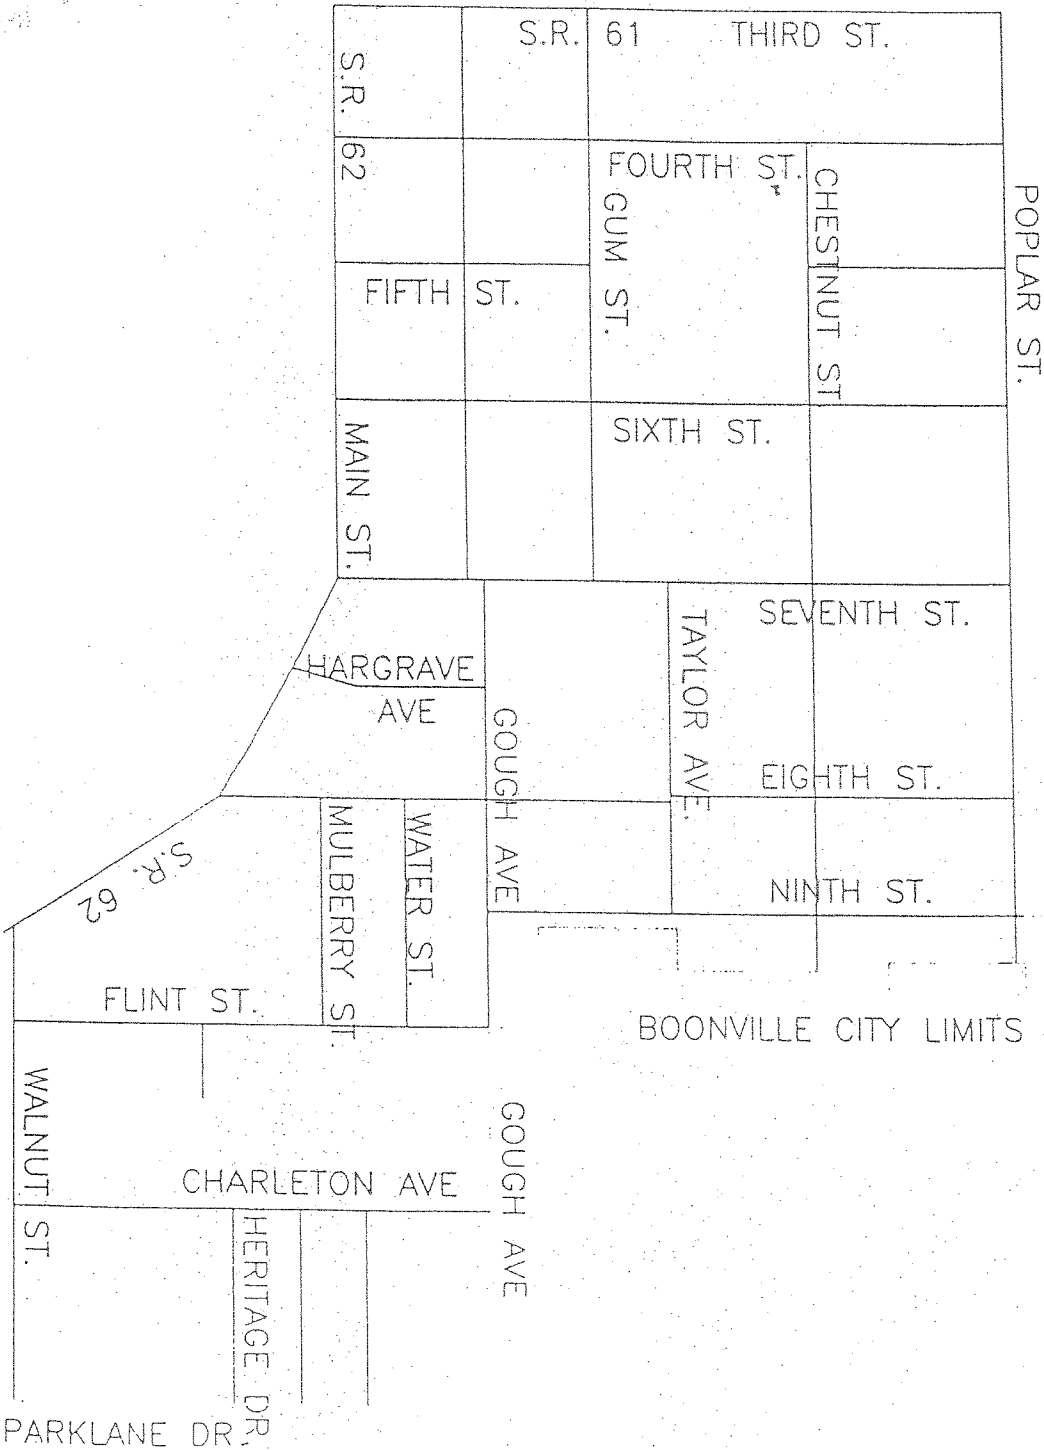 S.R. 61 THIRD ST.
S.R. 62
FOURTH ST.
GUM ST.
CHESTNUT ST
POPLAR ST.
FIFTH ST.
SIXTH ST.
MAIN ST.
SEVENTH ST.
HARGRAVE
AVE
TAYLOR AVE.
GOUGH AVE
EIGHTH ST.
S.R. 62
MULBERRY ST.
WATER ST.
NINTH ST.
FLINT ST.
BOONVILLE CITY LIMITS
WALNUT ST.
CHARLETON AVE
GOUGH AVE
HERITAGE DR.
PARKLANE DR.